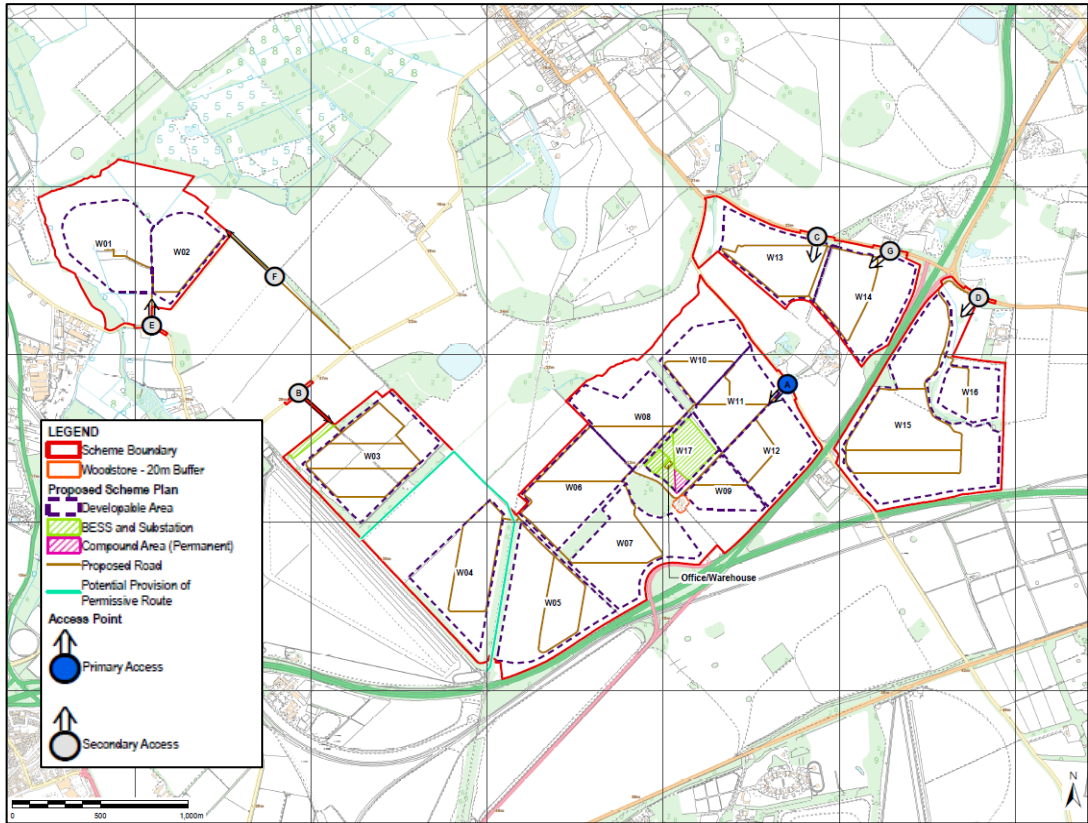 C
G
W13
W01
W02
W14
F
D
E
W10
A
B
W11
W16
W08
W15
W03
W17
W12
W06
W09
W07
W04
Office/Warehouse
W05
LEGEND
Scheme Boundary
Woodstore - 20m Buffer
Proposed Scheme Plan
Developable Area
BESS and Substation
Compound Area (Permanent)
Proposed Road
Potential Provision of
Permissive Route
Access Point
Primary Access
Secondary Access
0 500 1,000m
N